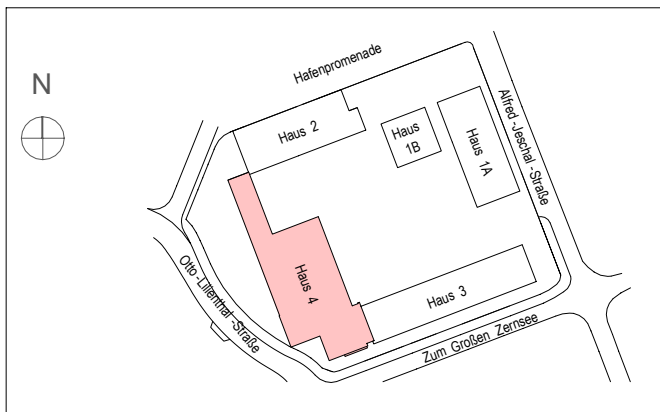 Hafenpromenade
N
Haus 2
Haus
1B
Haus 1A
Alfred-Jeschal-Straße
Haus 4
Haus 3
Otto-Lilienthal-Straße
Zum Großen Zernsee